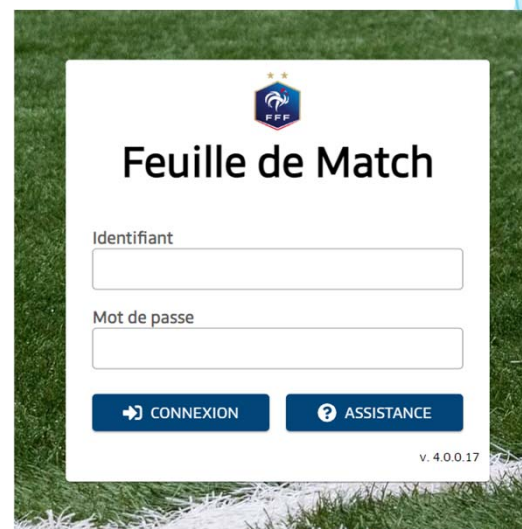 FFF
Feuille de Match
Identifiant
Mot de passe
CONNEXION
ASSISTANCE
v. 4.0.0.17